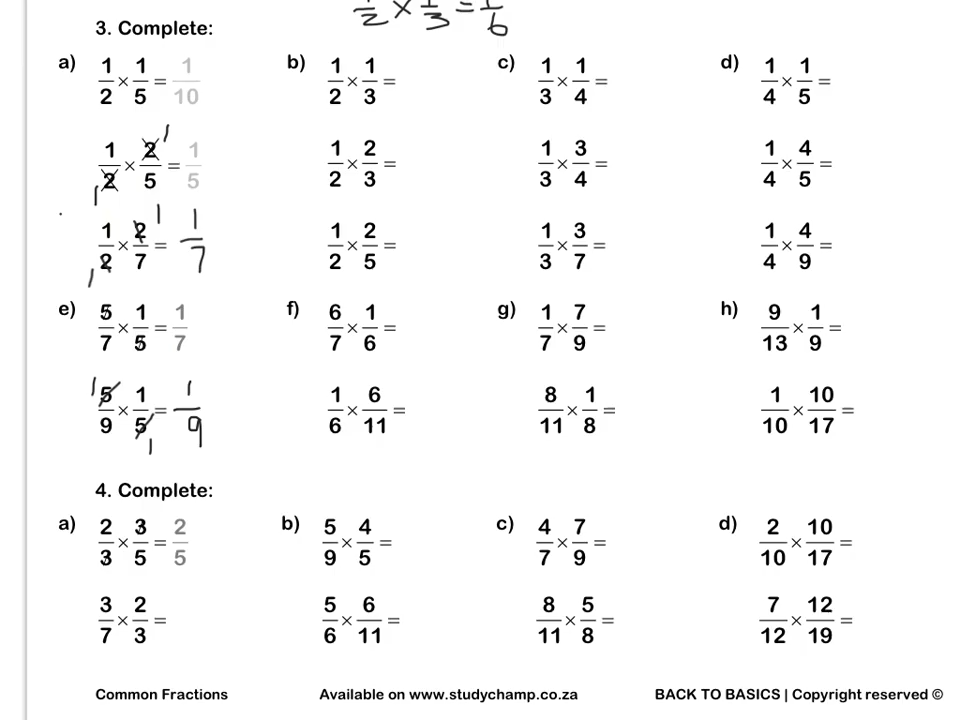 1/2 × 1/3 = 1/6
3. Complete:
a) 1/2 × 1/5 = 1/10 b) 1/2 × 1/3 = c) 1/3 × 1/4 = d) 1/4 × 1/5 =
1/2 × 2/5 = 1/5 1/2 × 2/3 = 1/3 × 3/4 = 1/4 × 4/5 =
1/2 × 2/7 = 1/7 1/2 × 2/5 = 1/3 × 3/7 = 1/4 × 4/9 =
e) 5/7 × 1/5 = 1/7 f) 6/7 × 1/6 = g) 1/7 × 7/9 = h) 9/13 × 1/9 =
5/9 × 1/5 = 1/9 1/6 × 6/11 = 8/11 × 1/8 = 1/10 × 10/17 =
4. Complete:
a) 2/3 × 3/5 = 2/5 b) 5/9 × 4/5 = c) 4/7 × 7/9 = d) 2/10 × 10/17 =
3/7 × 2/3 = 5/6 × 6/11 = 8/11 × 5/8 = 7/12 × 12/19 =
Common Fractions Available on www.studychamp.co.za BACK TO BASICS | Copyright reserved ©